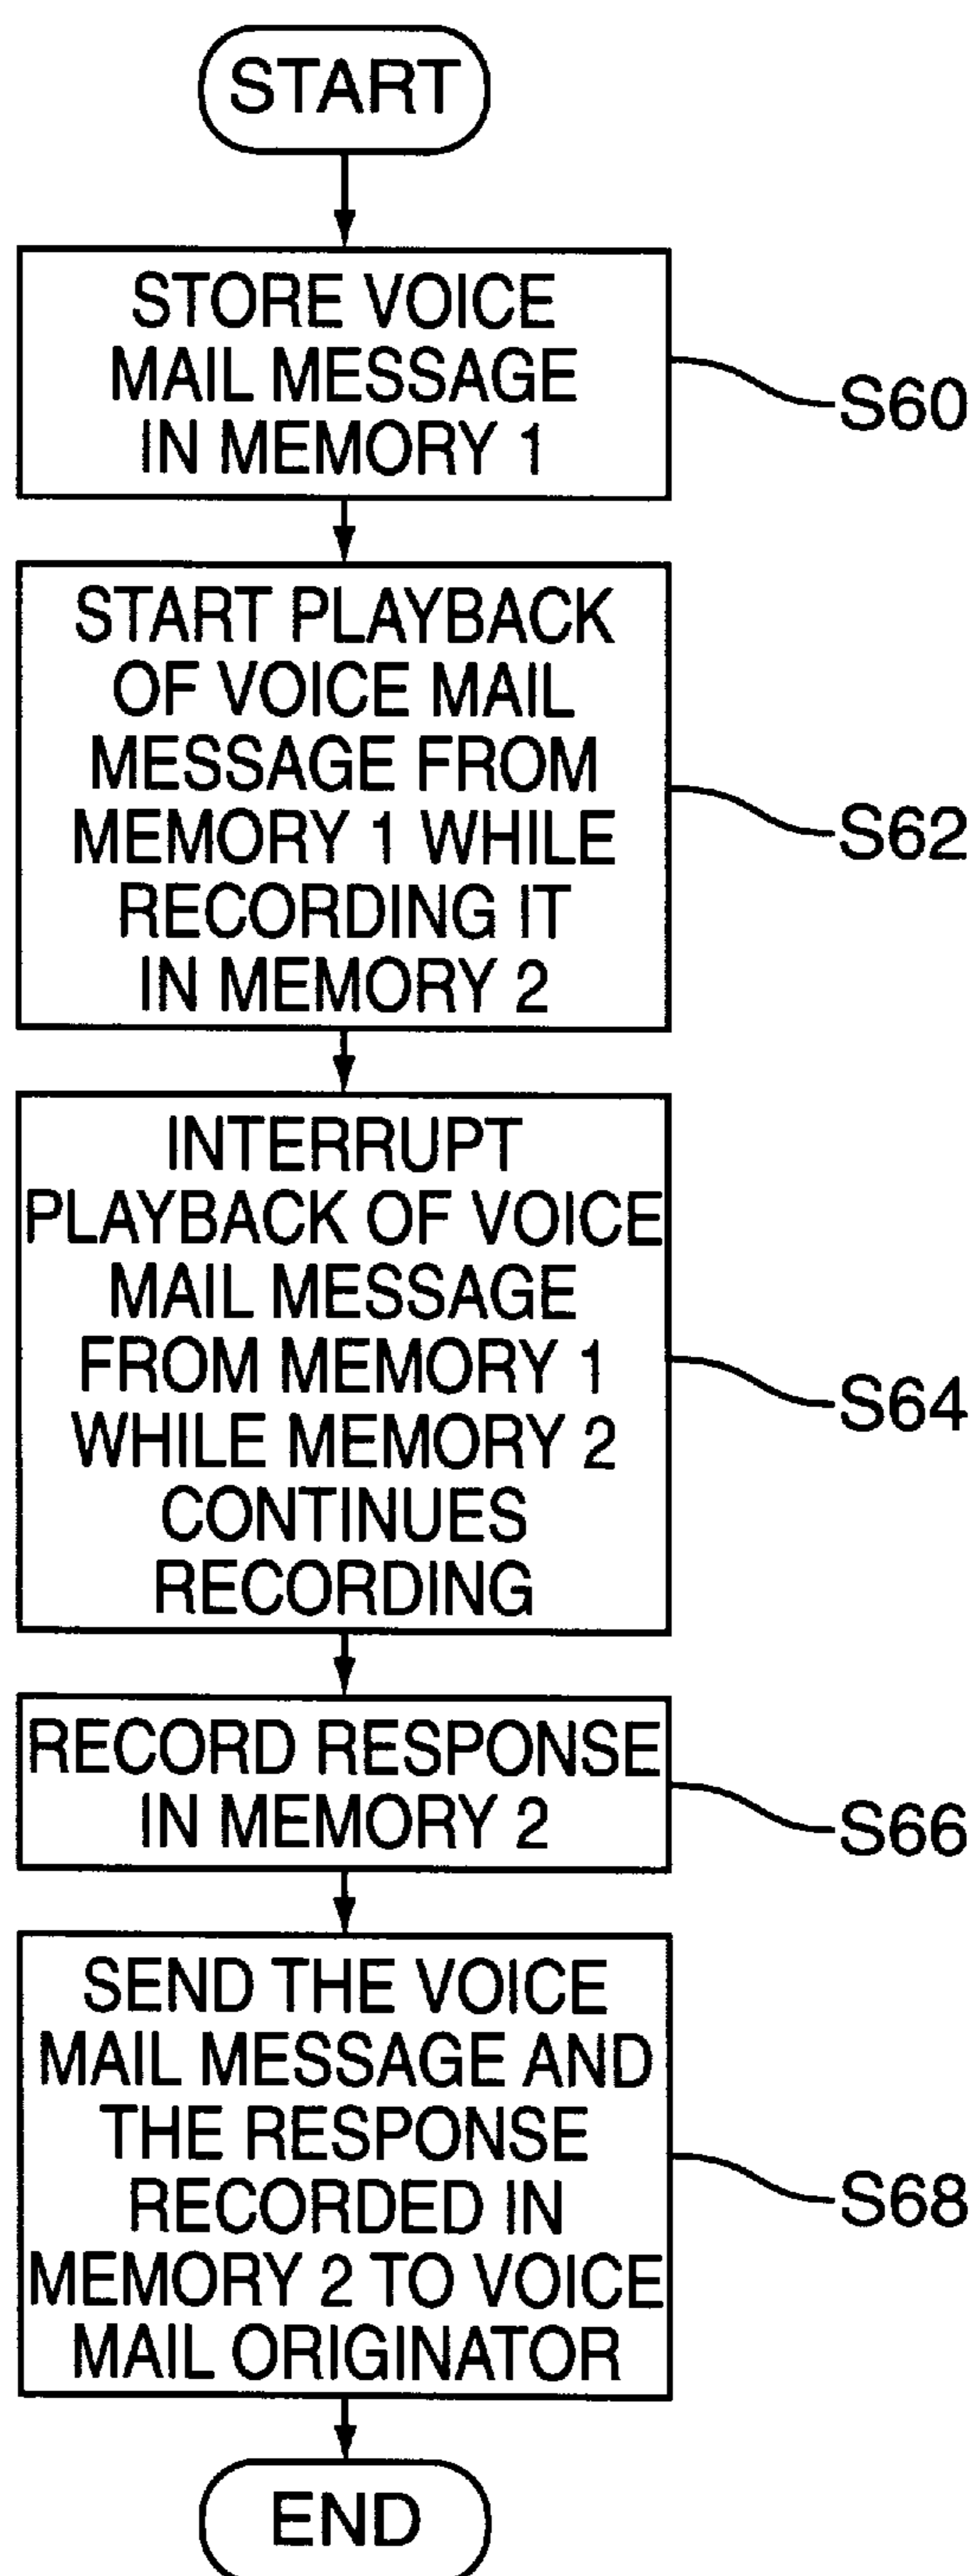 START
STORE VOICE
MAIL MESSAGE
IN MEMORY 1
S60
START PLAYBACK
OF VOICE MAIL
MESSAGE FROM
MEMORY 1 WHILE
RECORDING IT
IN MEMORY 2
S62
INTERRUPT
PLAYBACK OF VOICE
MAIL MESSAGE
FROM MEMORY 1
WHILE MEMORY 2
CONTINUES
RECORDING
S64
RECORD RESPONSE
IN MEMORY 2
S66
SEND THE VOICE
MAIL MESSAGE AND
THE RESPONSE
RECORDED IN
MEMORY 2 TO VOICE
MAIL ORIGINATOR
S68
END